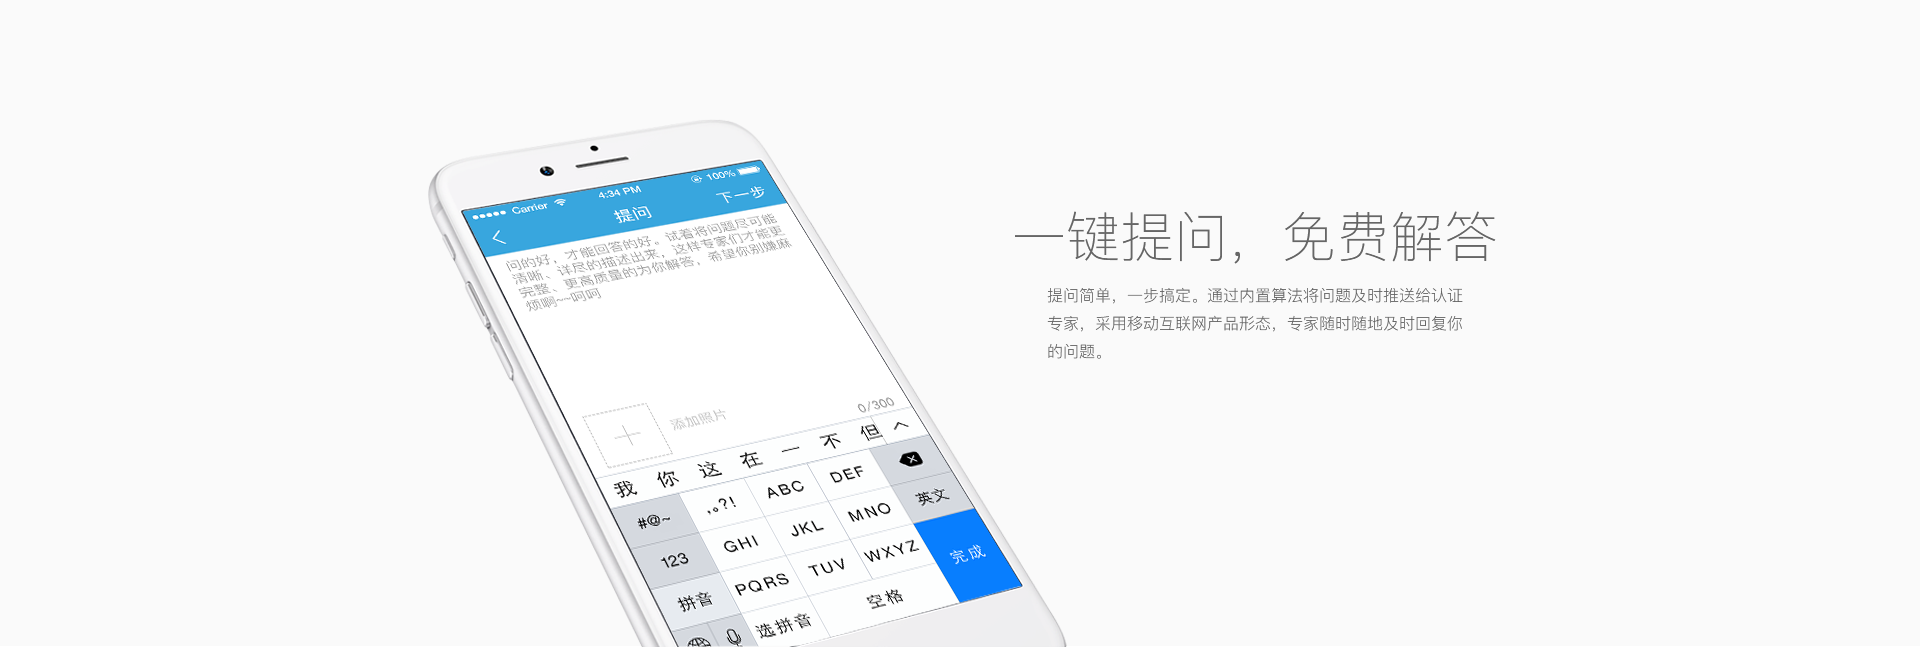 Carrier 4:34 PM 100%
提问 下一步
问的好，才能回答的好。试着将问题尽可能
清晰、详尽的描述出来，这样专家们才能更
完整、更高质量的为你解答，希望你别嫌麻
烦啊~~呵呵
添加照片 0/300
我 你 这 在 一 不 但
#@~ ,。?! ABC DEF
123 GHI JKL MNO 英文
拼音 PQRS TUV WXYZ 完成
选拼音 空格
一键提问，免费解答
提问简单，一步搞定。通过内置算法将问题及时推送给认证
专家，采用移动互联网产品形态，专家随时随地及时回复你
的问题。